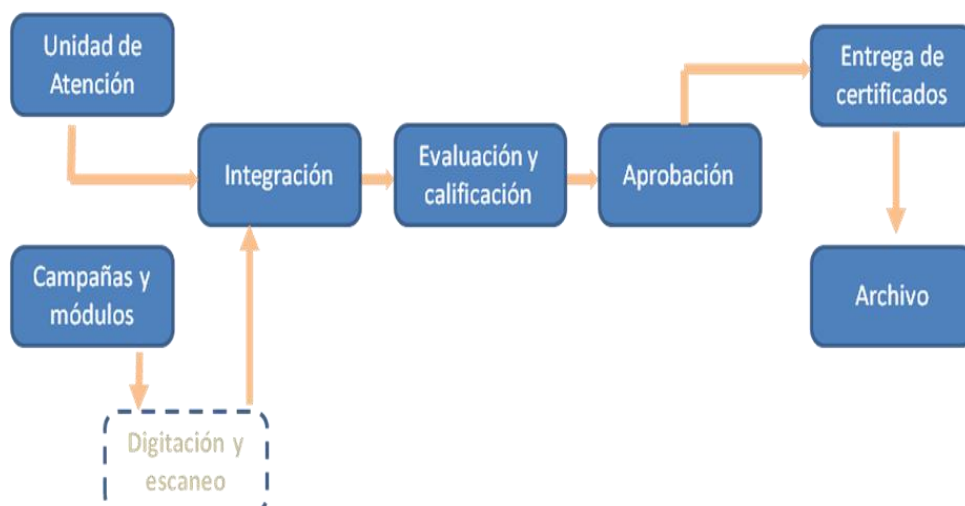 Unidad de
Atención
Entrega de
certificados
Integración
Evaluación y
calificación
Aprobación
Campañas y
módulos
Archivo
Digitación y
escaneo